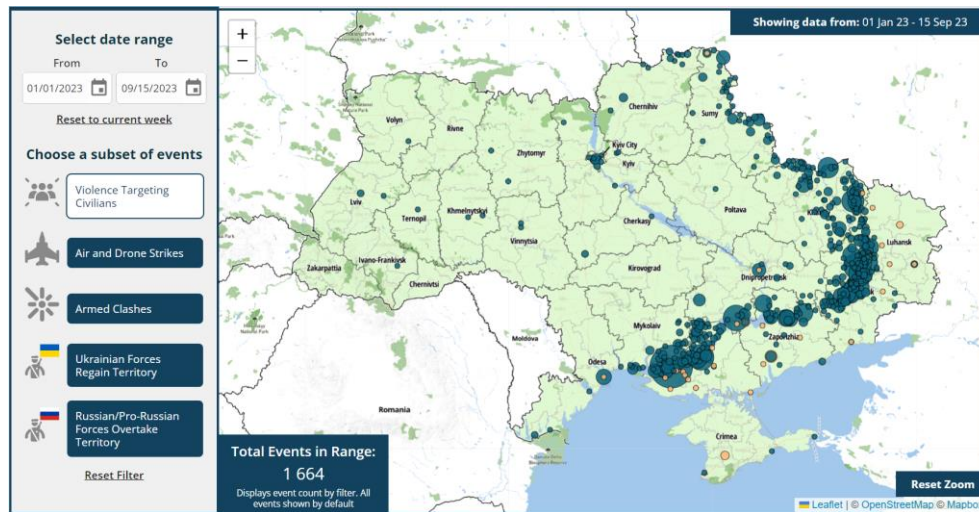 Select date range
From
To
01/01/2023
09/15/2023
Reset to current week
Choose a subset of events
Violence Targeting
Civilians
Air and Drone Strikes
Armed Clashes
Ukrainian Forces
Regain Territory
Russian/Pro-Russian
Forces Overtake
Territory
Reset Filter
+
−
Showing data from: 01 Jan 23 - 15 Sep 23
Volyn
Rivne
Zhytomyr
Chernihiv
Sumy
Kyiv City
Kyiv
Lviv
Ternopil
Khmelnytskyi
Vinnytsia
Cherkasy
Poltava
Luhansk
Ivano-Frankivsk
Zakarpattia
Chernivtsi
Kirovograd
Dnipropetrovsk
Mykolaiv
Zaporizhia
Moldova
Odesa
Romania
Crimea
Total Events in Range:
1 664
Displays event count by filter. All
events shown by default
Reset Zoom
Leaflet | © OpenStreetMap © Mapbo